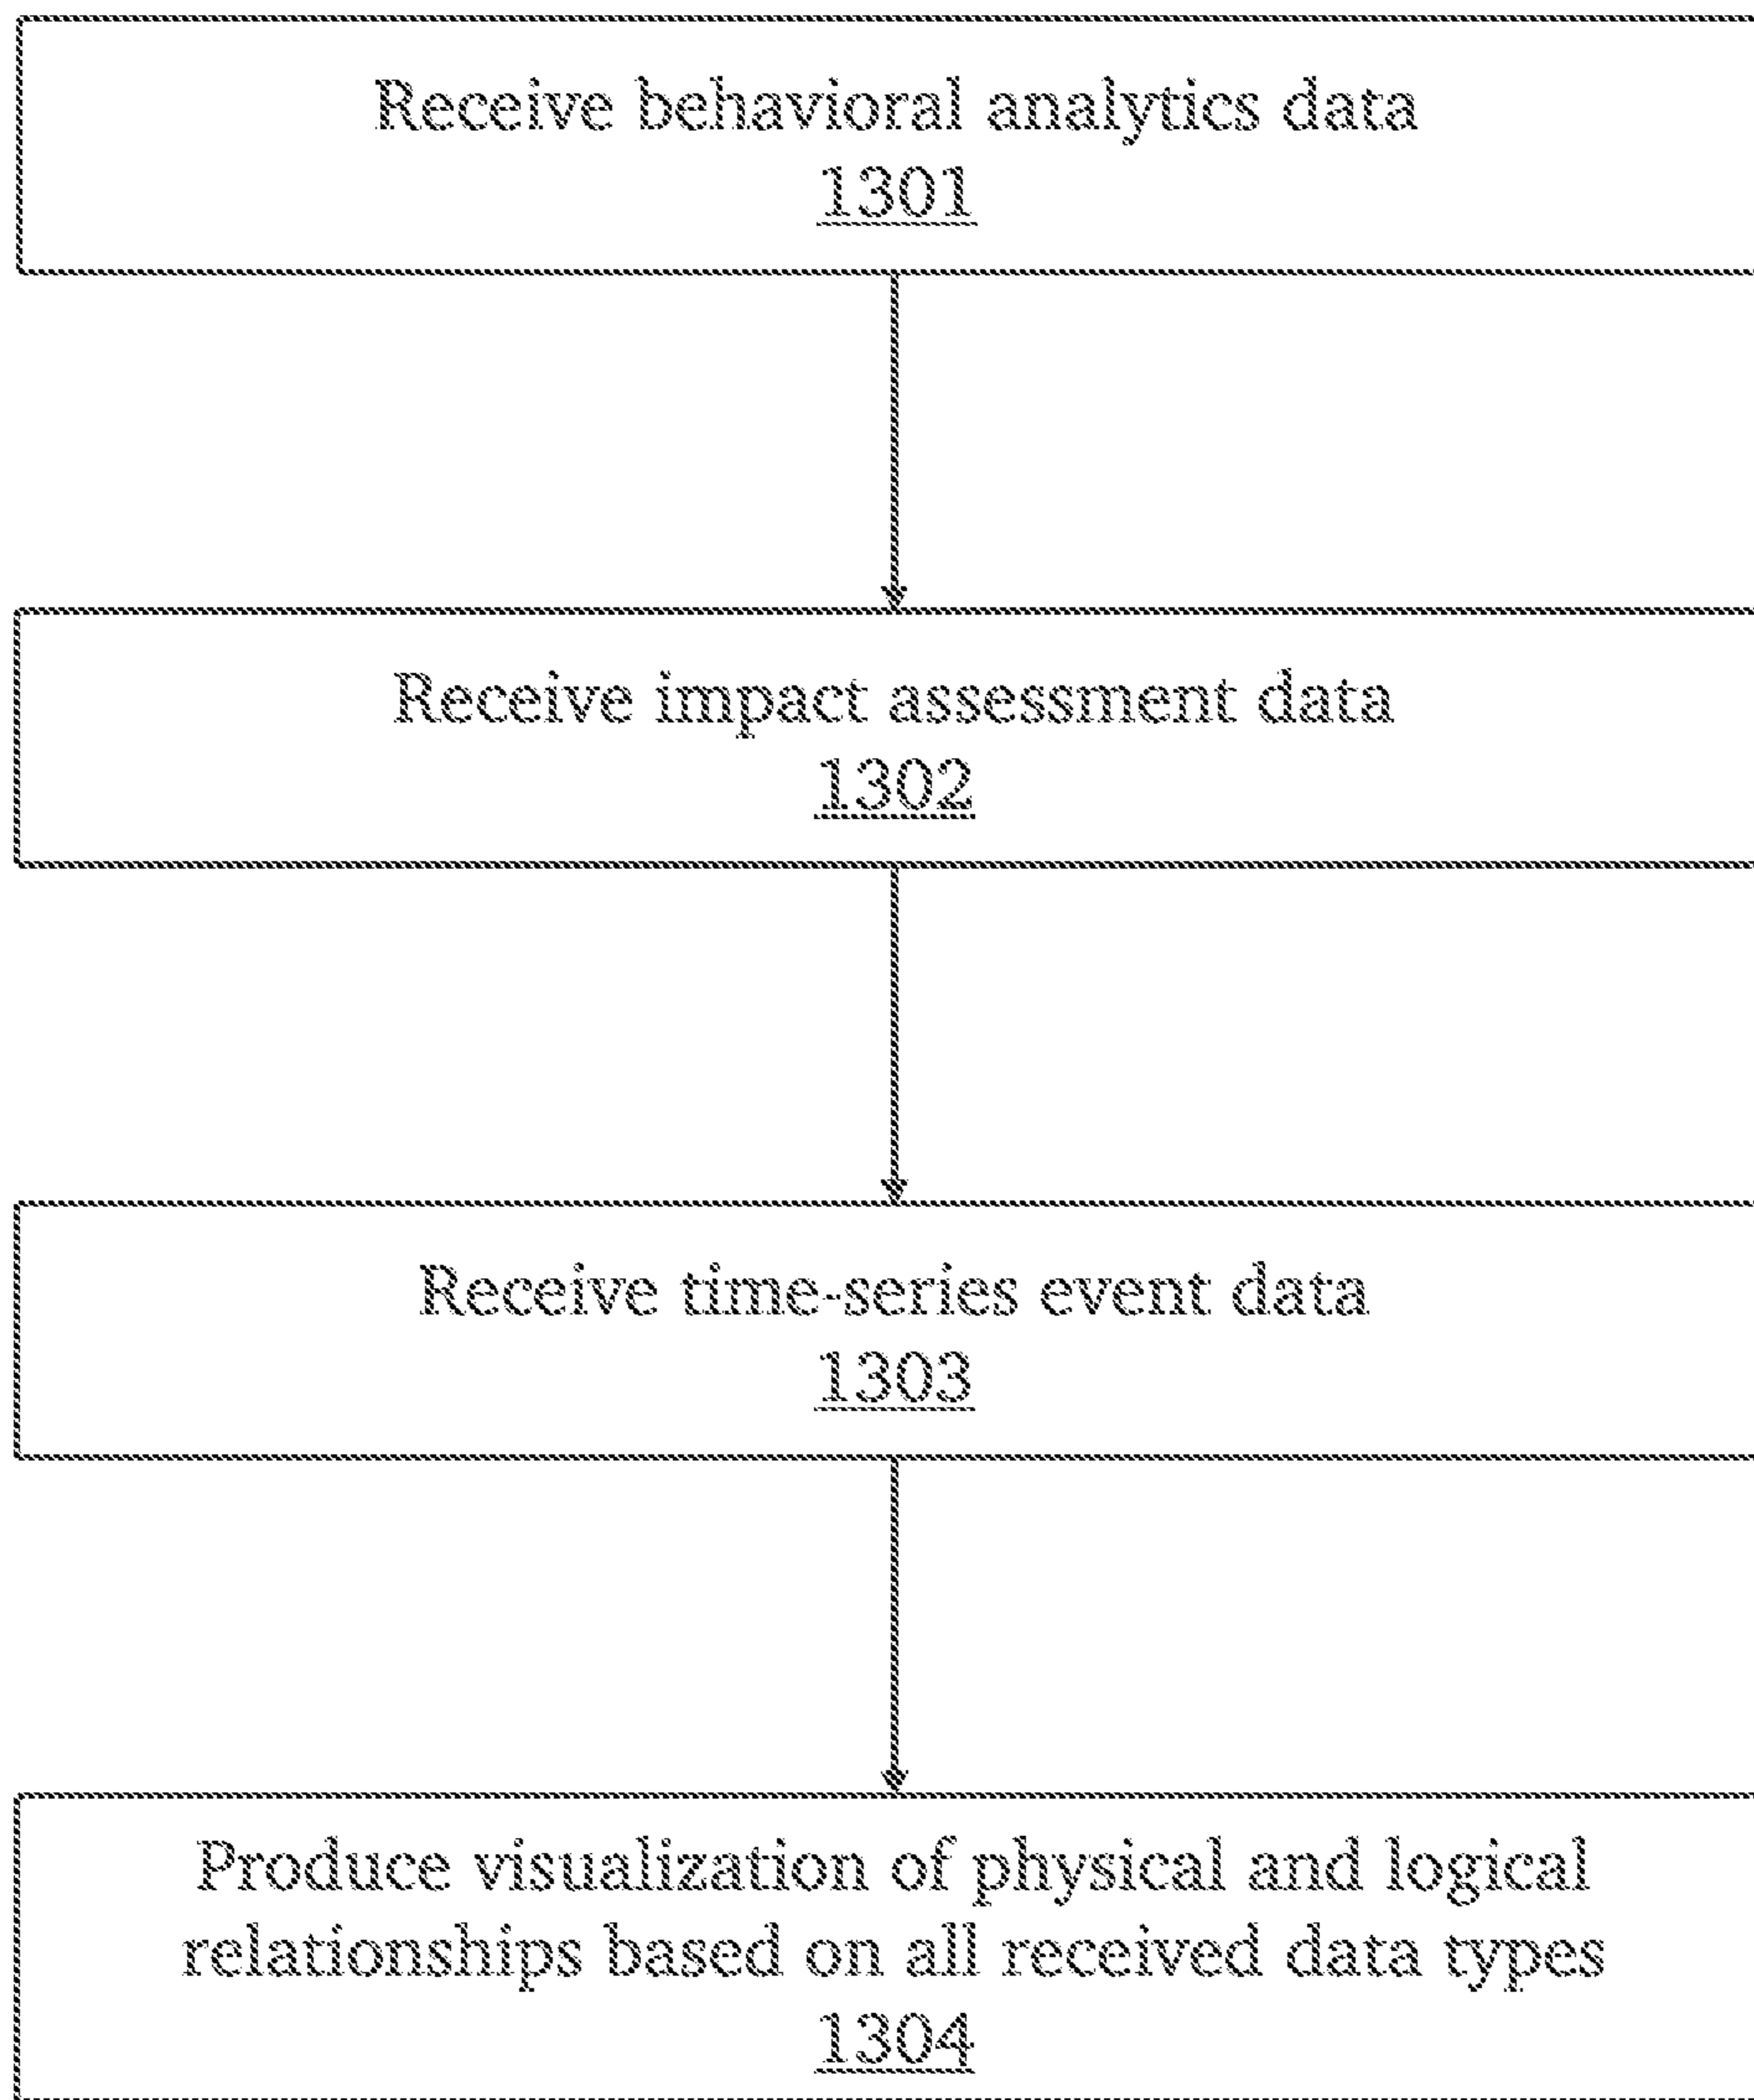 Receive behavioral analytics data
1301
Receive impact assessment data
1302
Receive time-series event data
1303
Produce visualization of physical and logical
relationships based on all received data types
1304